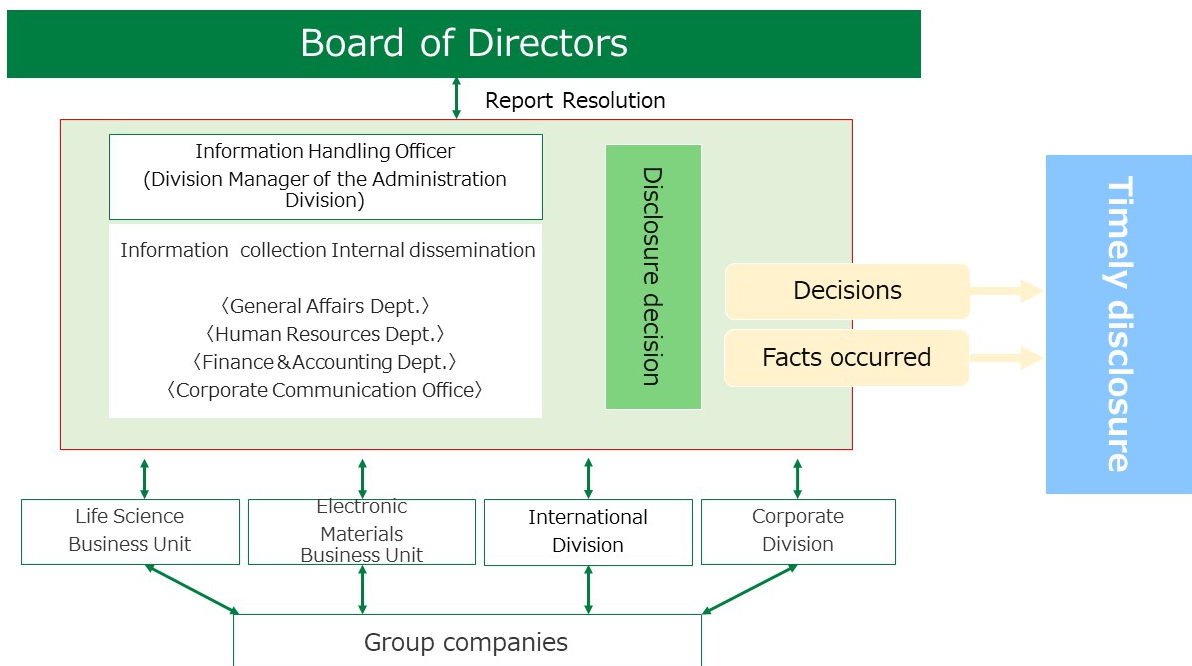 Board of Directors
Report Resolution
Information Handling Officer
(Division Manager of the Administration
Division)
Information collection Internal dissemination
〈General Affairs Dept.〉
〈Human Resources Dept.〉
〈Finance&Accounting Dept.〉
〈Corporate Communication Office〉
Disclosure decision
Decisions
Facts occurred
Timely disclosure
Life Science
Business Unit
Electronic
Materials
Business Unit
International
Division
Corporate
Division
Group companies